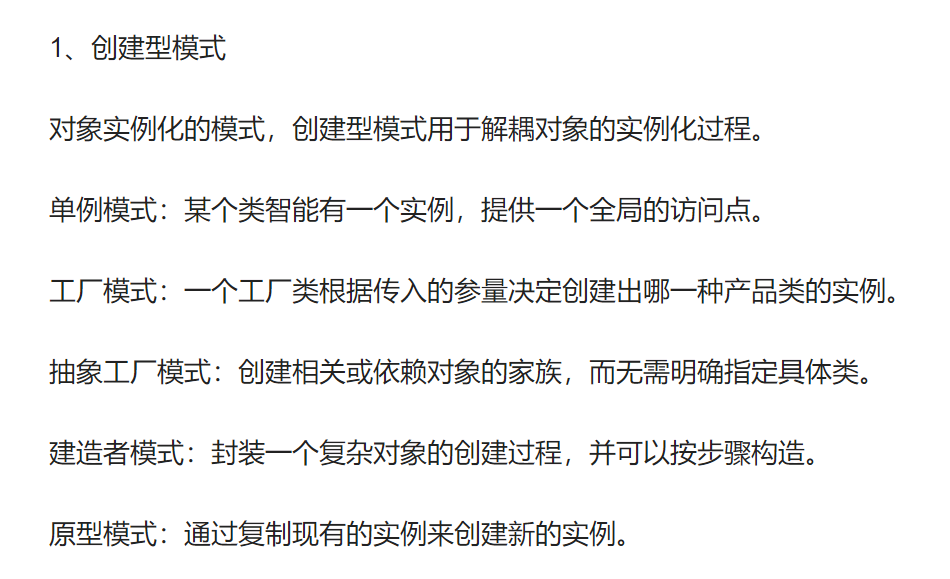 1、创建型模式
对象实例化的模式，创建型模式用于解耦对象的实例化过程。
单例模式：某个类智能有一个实例，提供一个全局的访问点。
工厂模式：一个工厂类根据传入的参量决定创建出哪一种产品类的实例。
抽象工厂模式：创建相关或依赖对象的家族，而无需明确指定具体类。
建造者模式：封装一个复杂对象的创建过程，并可以按步骤构造。
原型模式：通过复制现有的实例来创建新的实例。